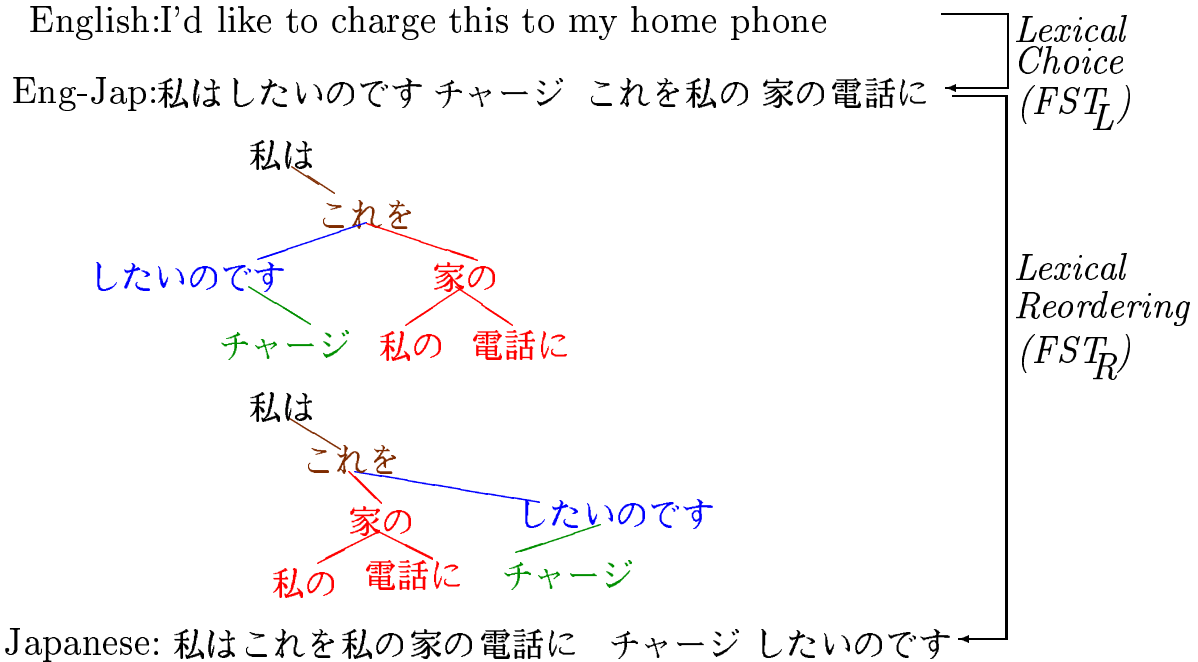 English:I'd like to charge this to my home phone
Eng-Jap:私はしたいのです チャージ これを私の 家の電話に
Lexical
Choice
(FST_L)
私は
これを
したいのです 家の
チャージ 私の 電話に
Lexical
Reordering
(FST_R)
私は
これを
家の したいのです
私の 電話に チャージ
Japanese: 私はこれを私の家の電話に チャージ したいのです